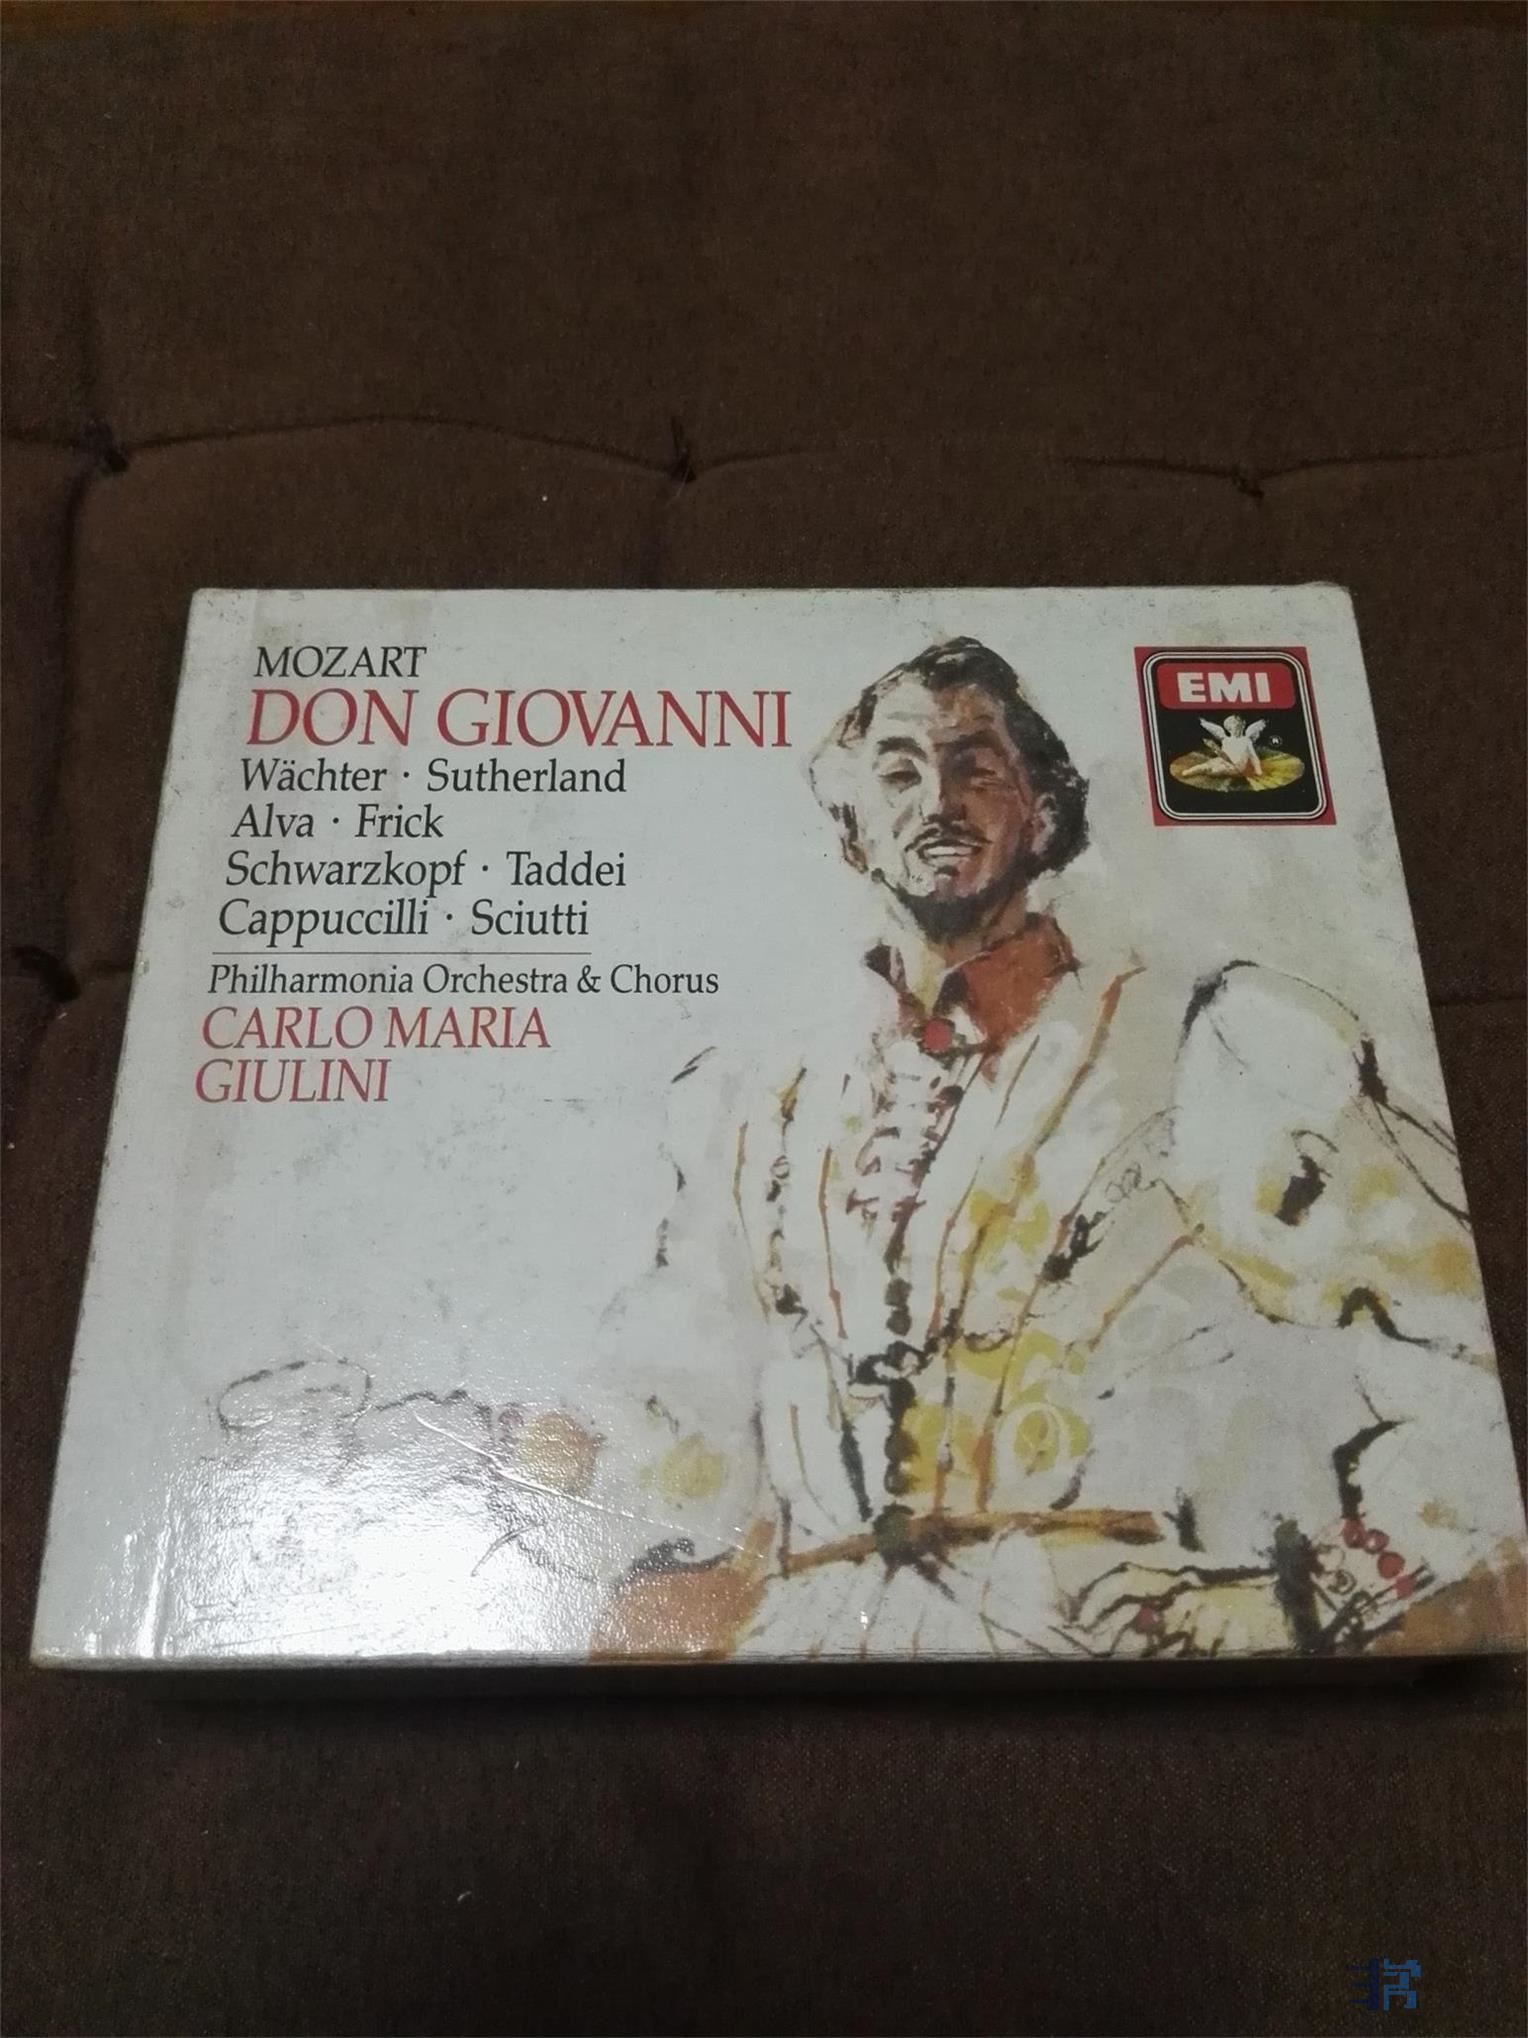 MOZART
DON GIOVANNI
Wächter · Sutherland
Alva · Frick
Schwarzkopf · Taddei
Cappuccilli · Sciutti
Philharmonia Orchestra & Chorus
CARLO MARIA
GIULINI
EMI
®